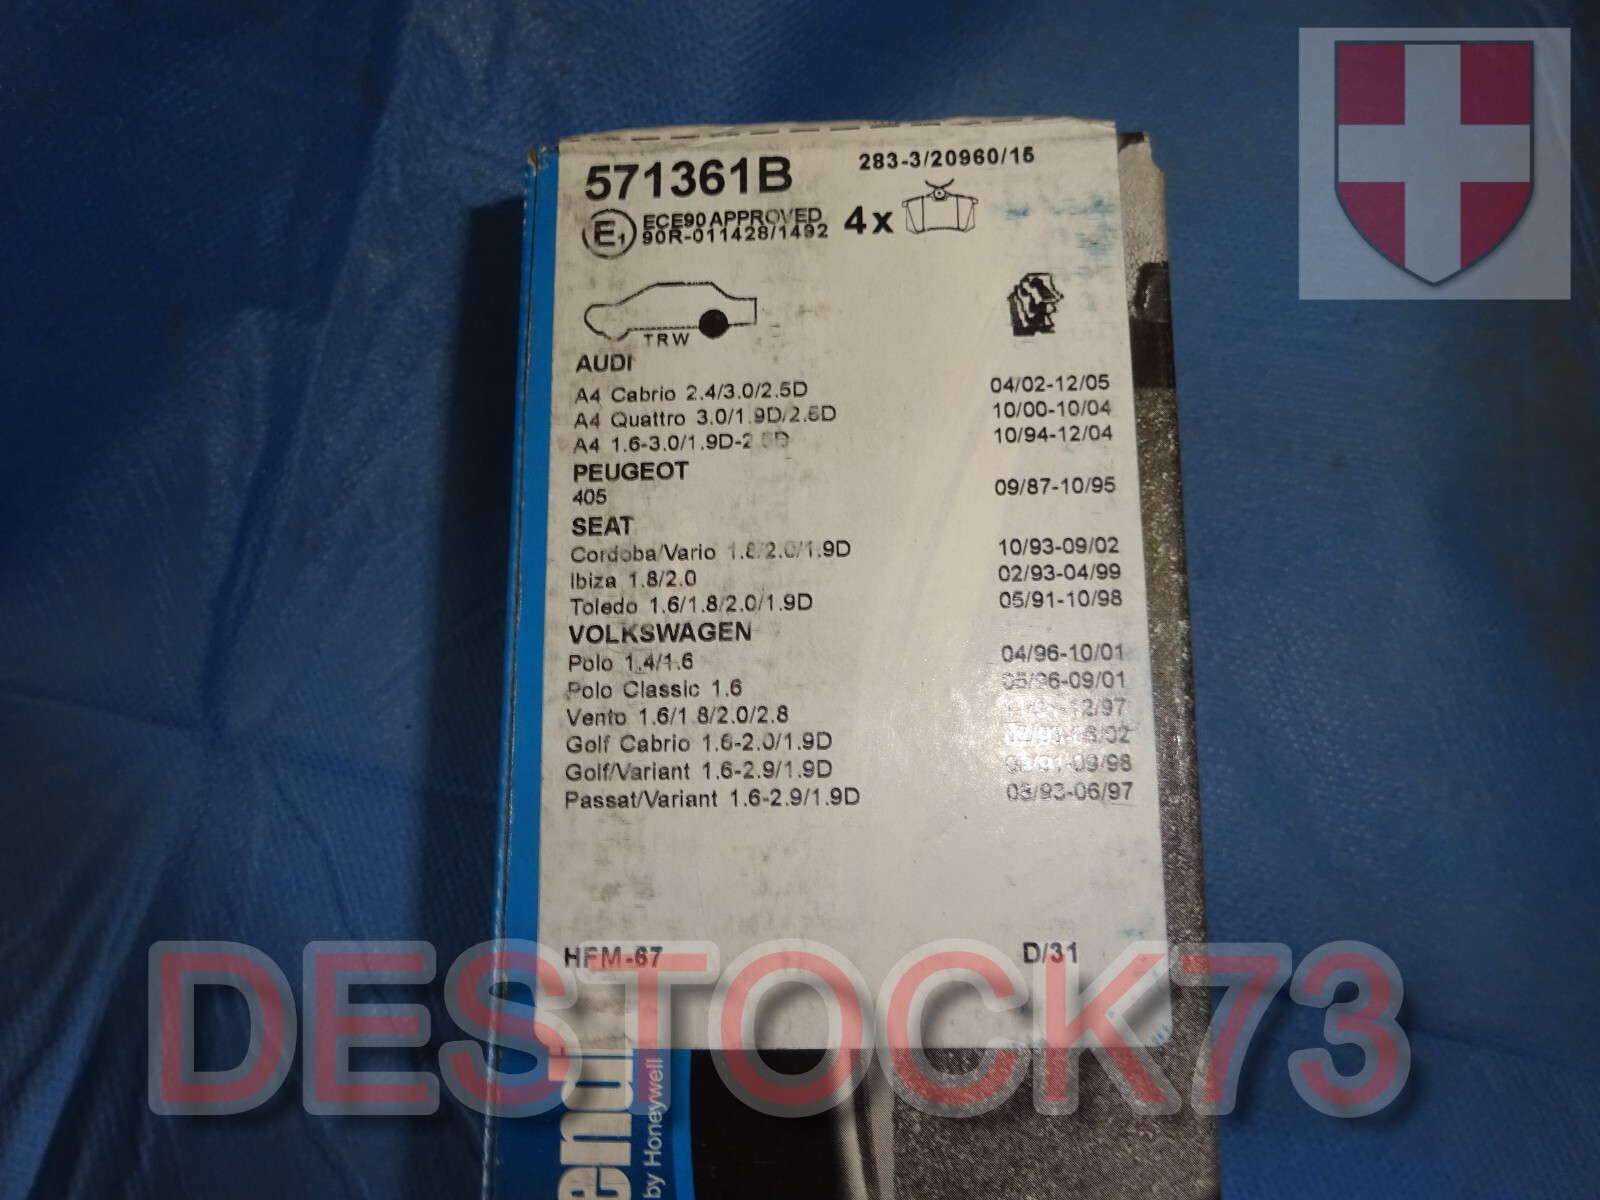 571361B
283-3/20960/15
E1
ECE90 APPROVED
90R-011428/1492
4x
TRW
AUDI
A4 Cabrio 2.4/3.0/2.5D 04/02-12/05
A4 Quattro 3.0/1.9D/2.5D 10/00-10/04
A4 1.6-3.0/1.9D-2.5D 10/94-12/04
PEUGEOT
405 09/87-10/95
SEAT
Cordoba/Vario 1.8/2.0/1.9D 10/93-09/02
Ibiza 1.8/2.0 02/93-04/99
Toledo 1.6/1.8/2.0/1.9D 05/91-10/98
VOLKSWAGEN
Polo 1.4/1.6 04/96-10/01
Polo Classic 1.6 05/96-09/01
Vento 1.6/1.8/2.0/2.8
Golf Cabrio 1.6-2.0/1.9D
Golf/Variant 1.6-2.9/1.9D
Passat/Variant 1.6-2.9/1.9D 08/93-06/97
HFM-67 D/31
DESTOCK73
by Honeywell